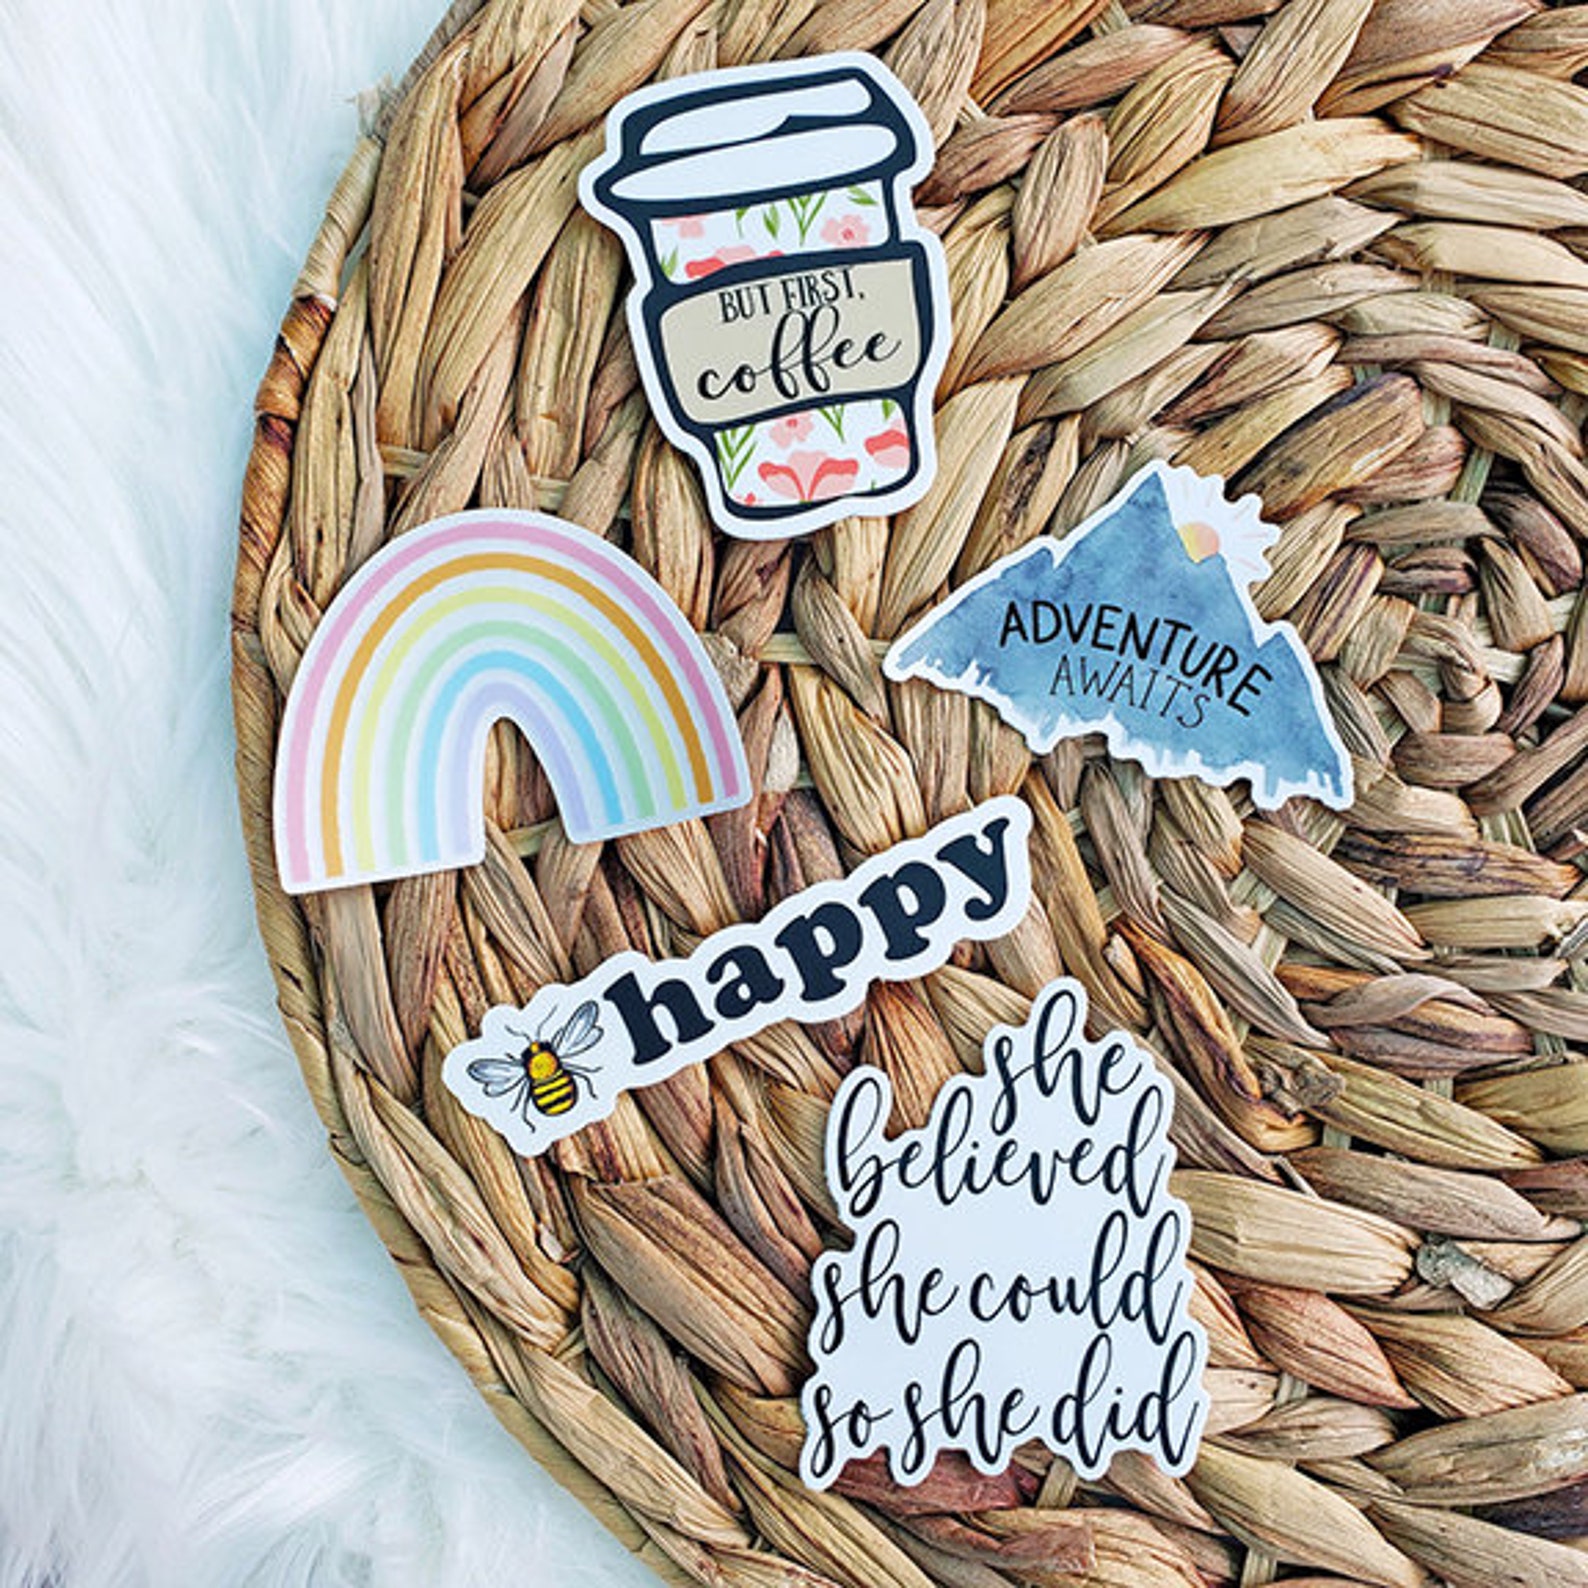 BUT FIRST,
coffee
ADVENTURE
AWAITS
happy
she
believed
she could
so she did